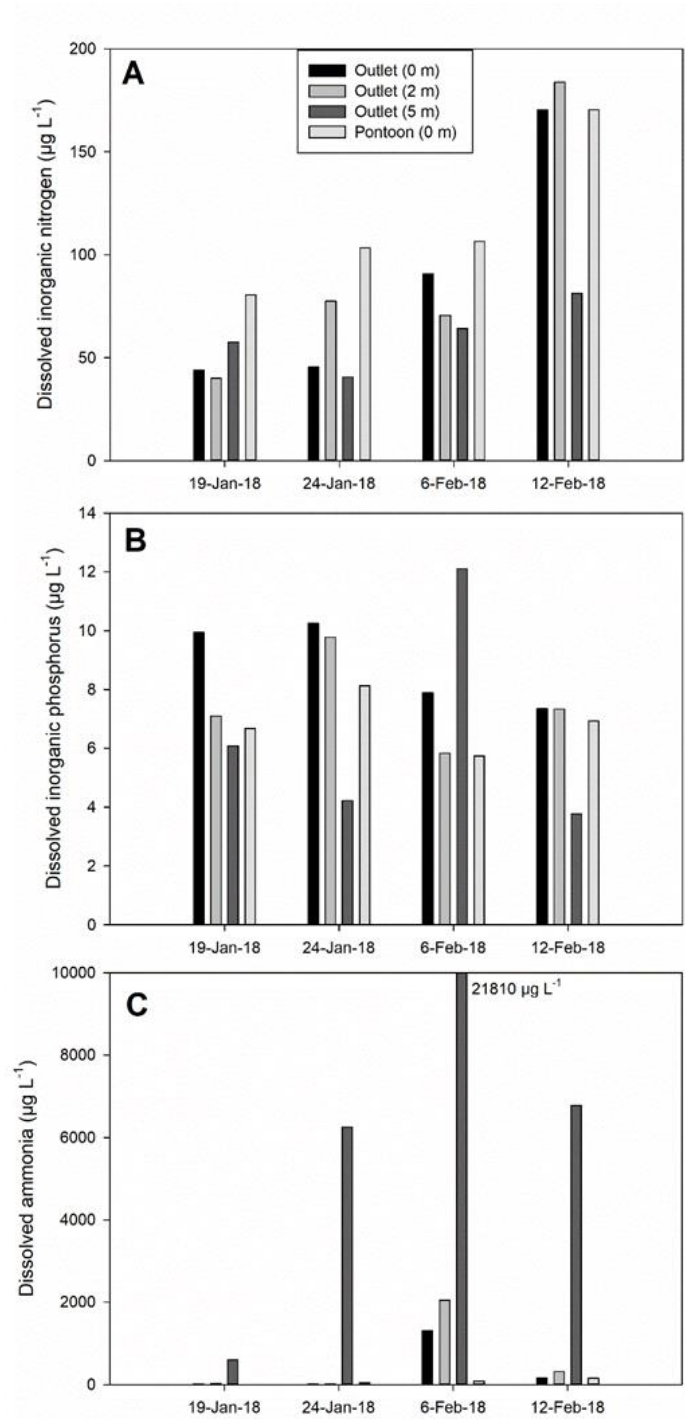 A
Outlet (0 m)
Outlet (2 m)
Outlet (5 m)
Pontoon (0 m)
Dissolved inorganic nitrogen (µg L⁻¹)
200
150
100
50
0
19-Jan-18 24-Jan-18 6-Feb-18 12-Feb-18
B
Dissolved inorganic phosphorus (µg L⁻¹)
14
12
10
8
6
4
2
0
19-Jan-18 24-Jan-18 6-Feb-18 12-Feb-18
C
21810 µg L⁻¹
Dissolved ammonia (µg L⁻¹)
10000
8000
6000
4000
2000
0
19-Jan-18 24-Jan-18 6-Feb-18 12-Feb-18